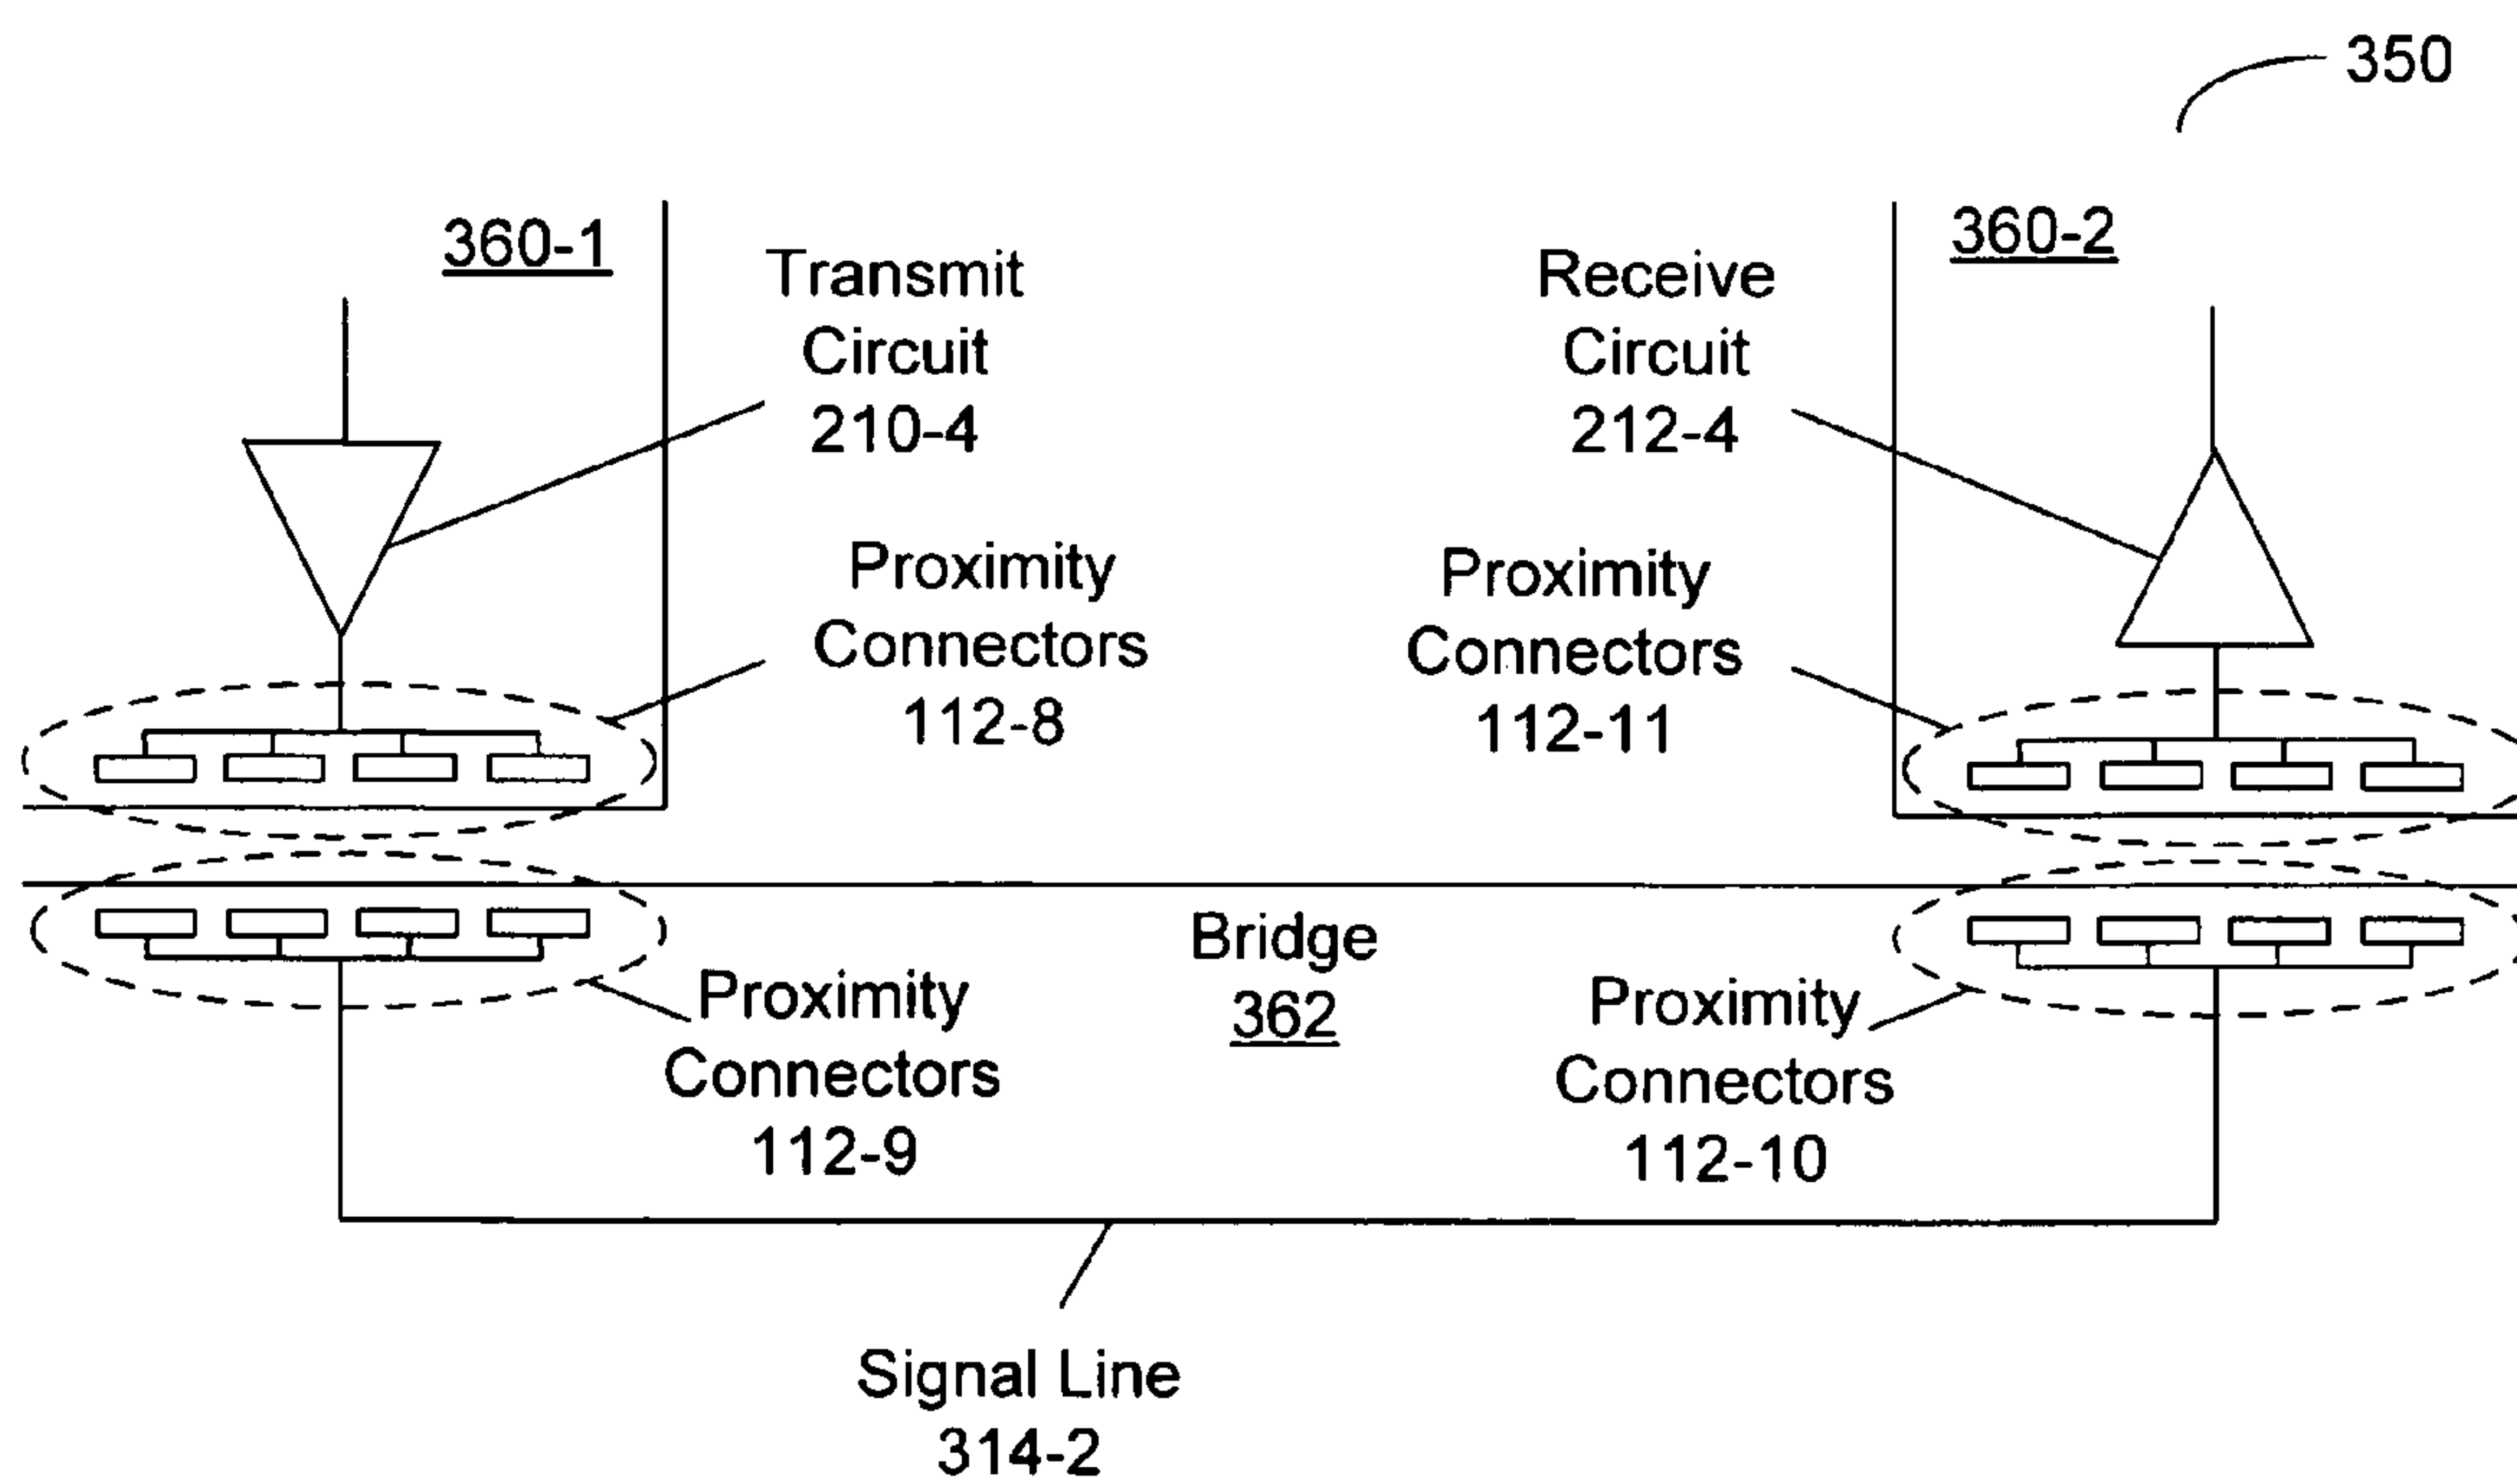 350
360-1
Transmit
Circuit
210-4
Receive
Circuit
212-4
360-2
Proximity
Connectors
112-8
Proximity
Connectors
112-11
Bridge
362
Proximity
Connectors
112-9
Proximity
Connectors
112-10
Signal Line
314-2